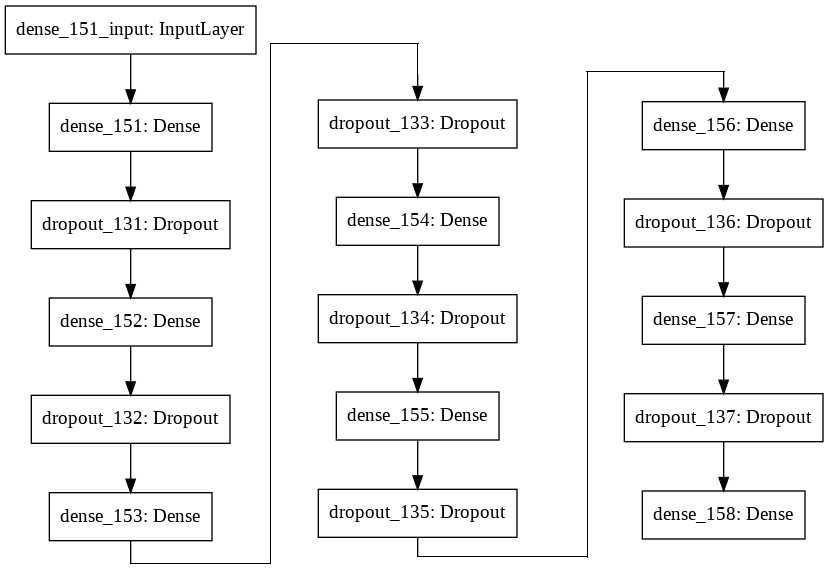 dense_151_input: InputLayer
dense_151: Dense
dropout_131: Dropout
dense_152: Dense
dropout_132: Dropout
dense_153: Dense
dropout_133: Dropout
dense_154: Dense
dropout_134: Dropout
dense_155: Dense
dropout_135: Dropout
dense_156: Dense
dropout_136: Dropout
dense_157: Dense
dropout_137: Dropout
dense_158: Dense